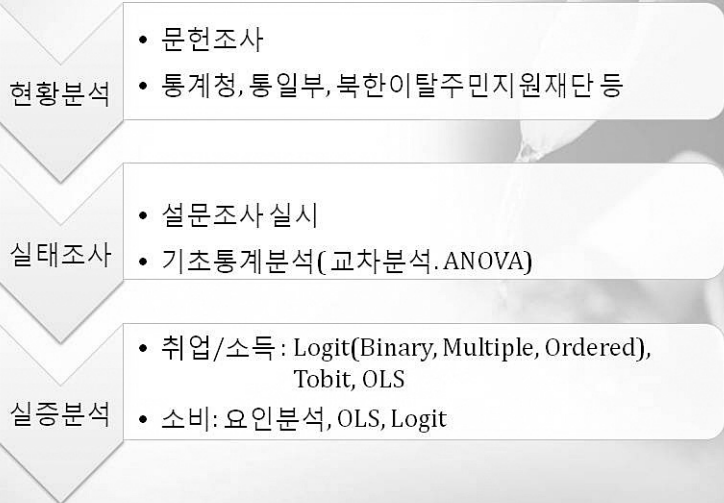 현황분석
• 문헌조사
• 통계청, 통일부, 북한이탈주민지원재단 등
실태조사
• 설문조사 실시
• 기초통계분석( 교차분석. ANOVA)
실증분석
• 취업/소득 : Logit(Binary, Multiple, Ordered),
Tobit, OLS
• 소비: 요인분석, OLS, Logit